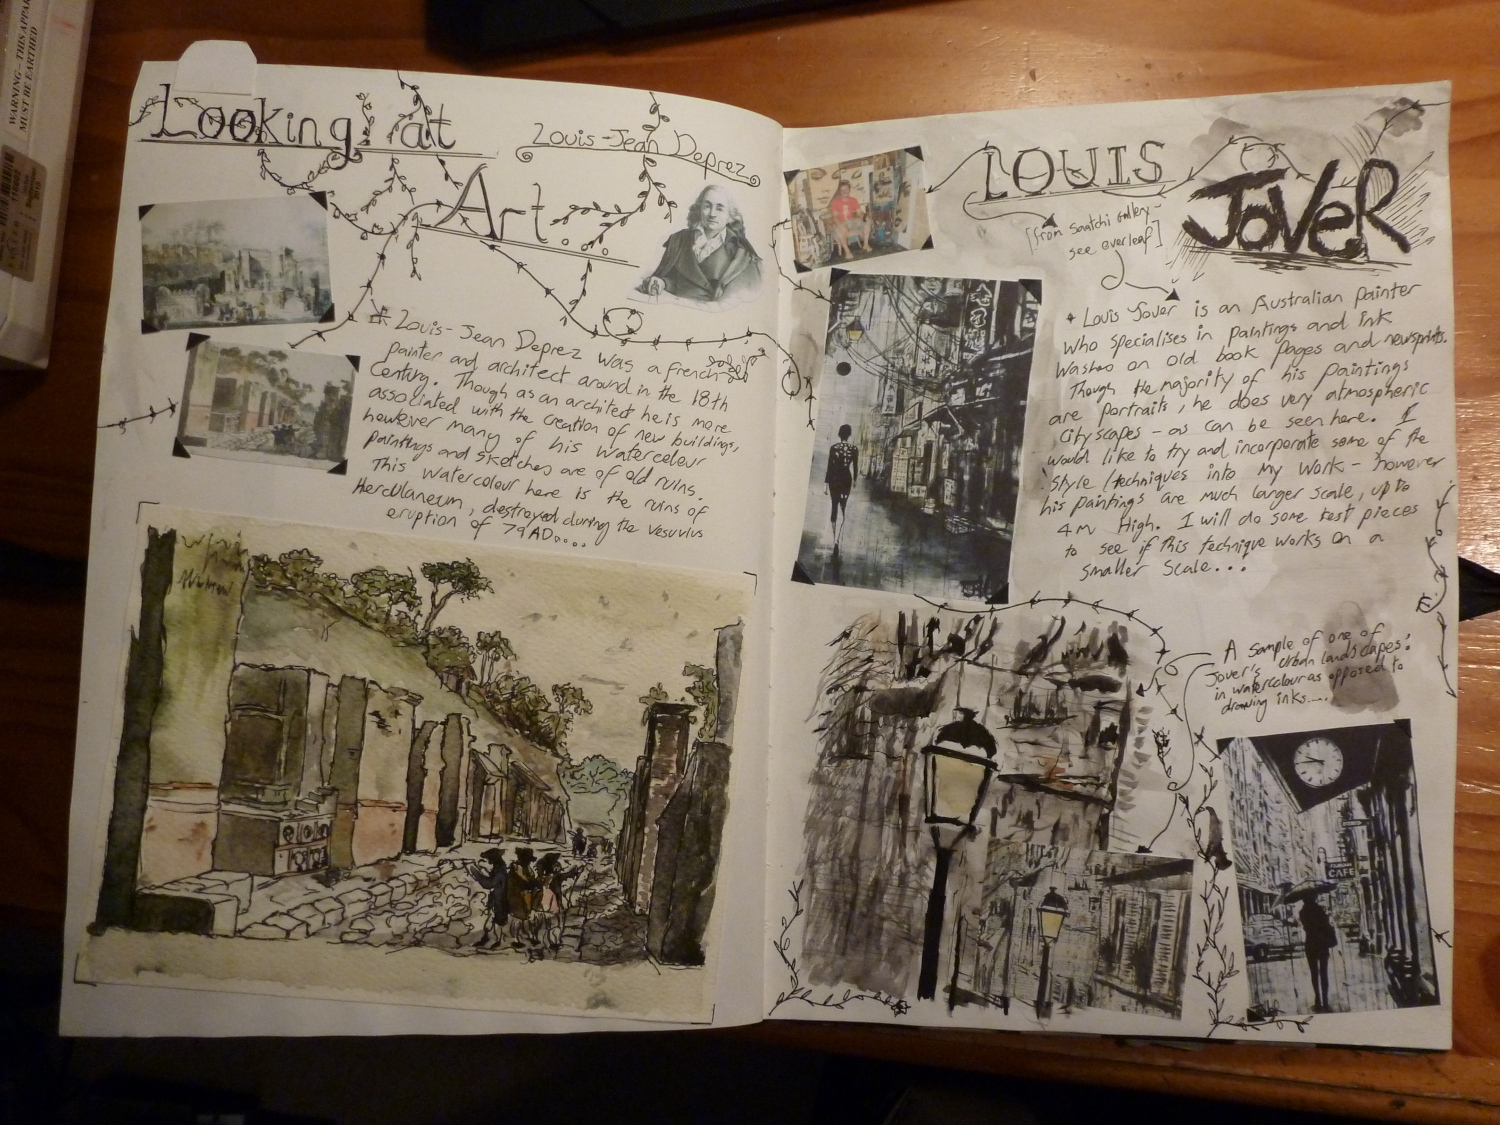 WARNING – THIS APPAR
MUST BE EARTHED
Looking at
Art...
Louis-Jean Deprez
* Louis-Jean Deprez was a french
painter and architect around in the 18th
Century. Though as an architect he is more
associated with the creation of new buildings,
however many of his watercolour
paintings and sketches are of old ruins.
This watercolour here is the ruins of
Herculaneum, destroyed during the vesuvius
eruption of 79AD....
LOUIS
JOVER
[from Saatchi Gallery -
see overleaf]
* Louis Jover is an Australian painter
who specialises in paintings and ink
washes on old book pages and newsprints.
Though the majority of his paintings
are portraits, he does very atmospheric
cityscapes - as can be seen here. I
would like to try and incorporate some of the
style/techniques into my work - however
his paintings are much larger scale, up to
4m High. I will do some test pieces
to see if this technique works on a
smaller scale...
A sample of one of
Jover's urban landscapes:
in watercolour as opposed to
drawing inks....
CAFE